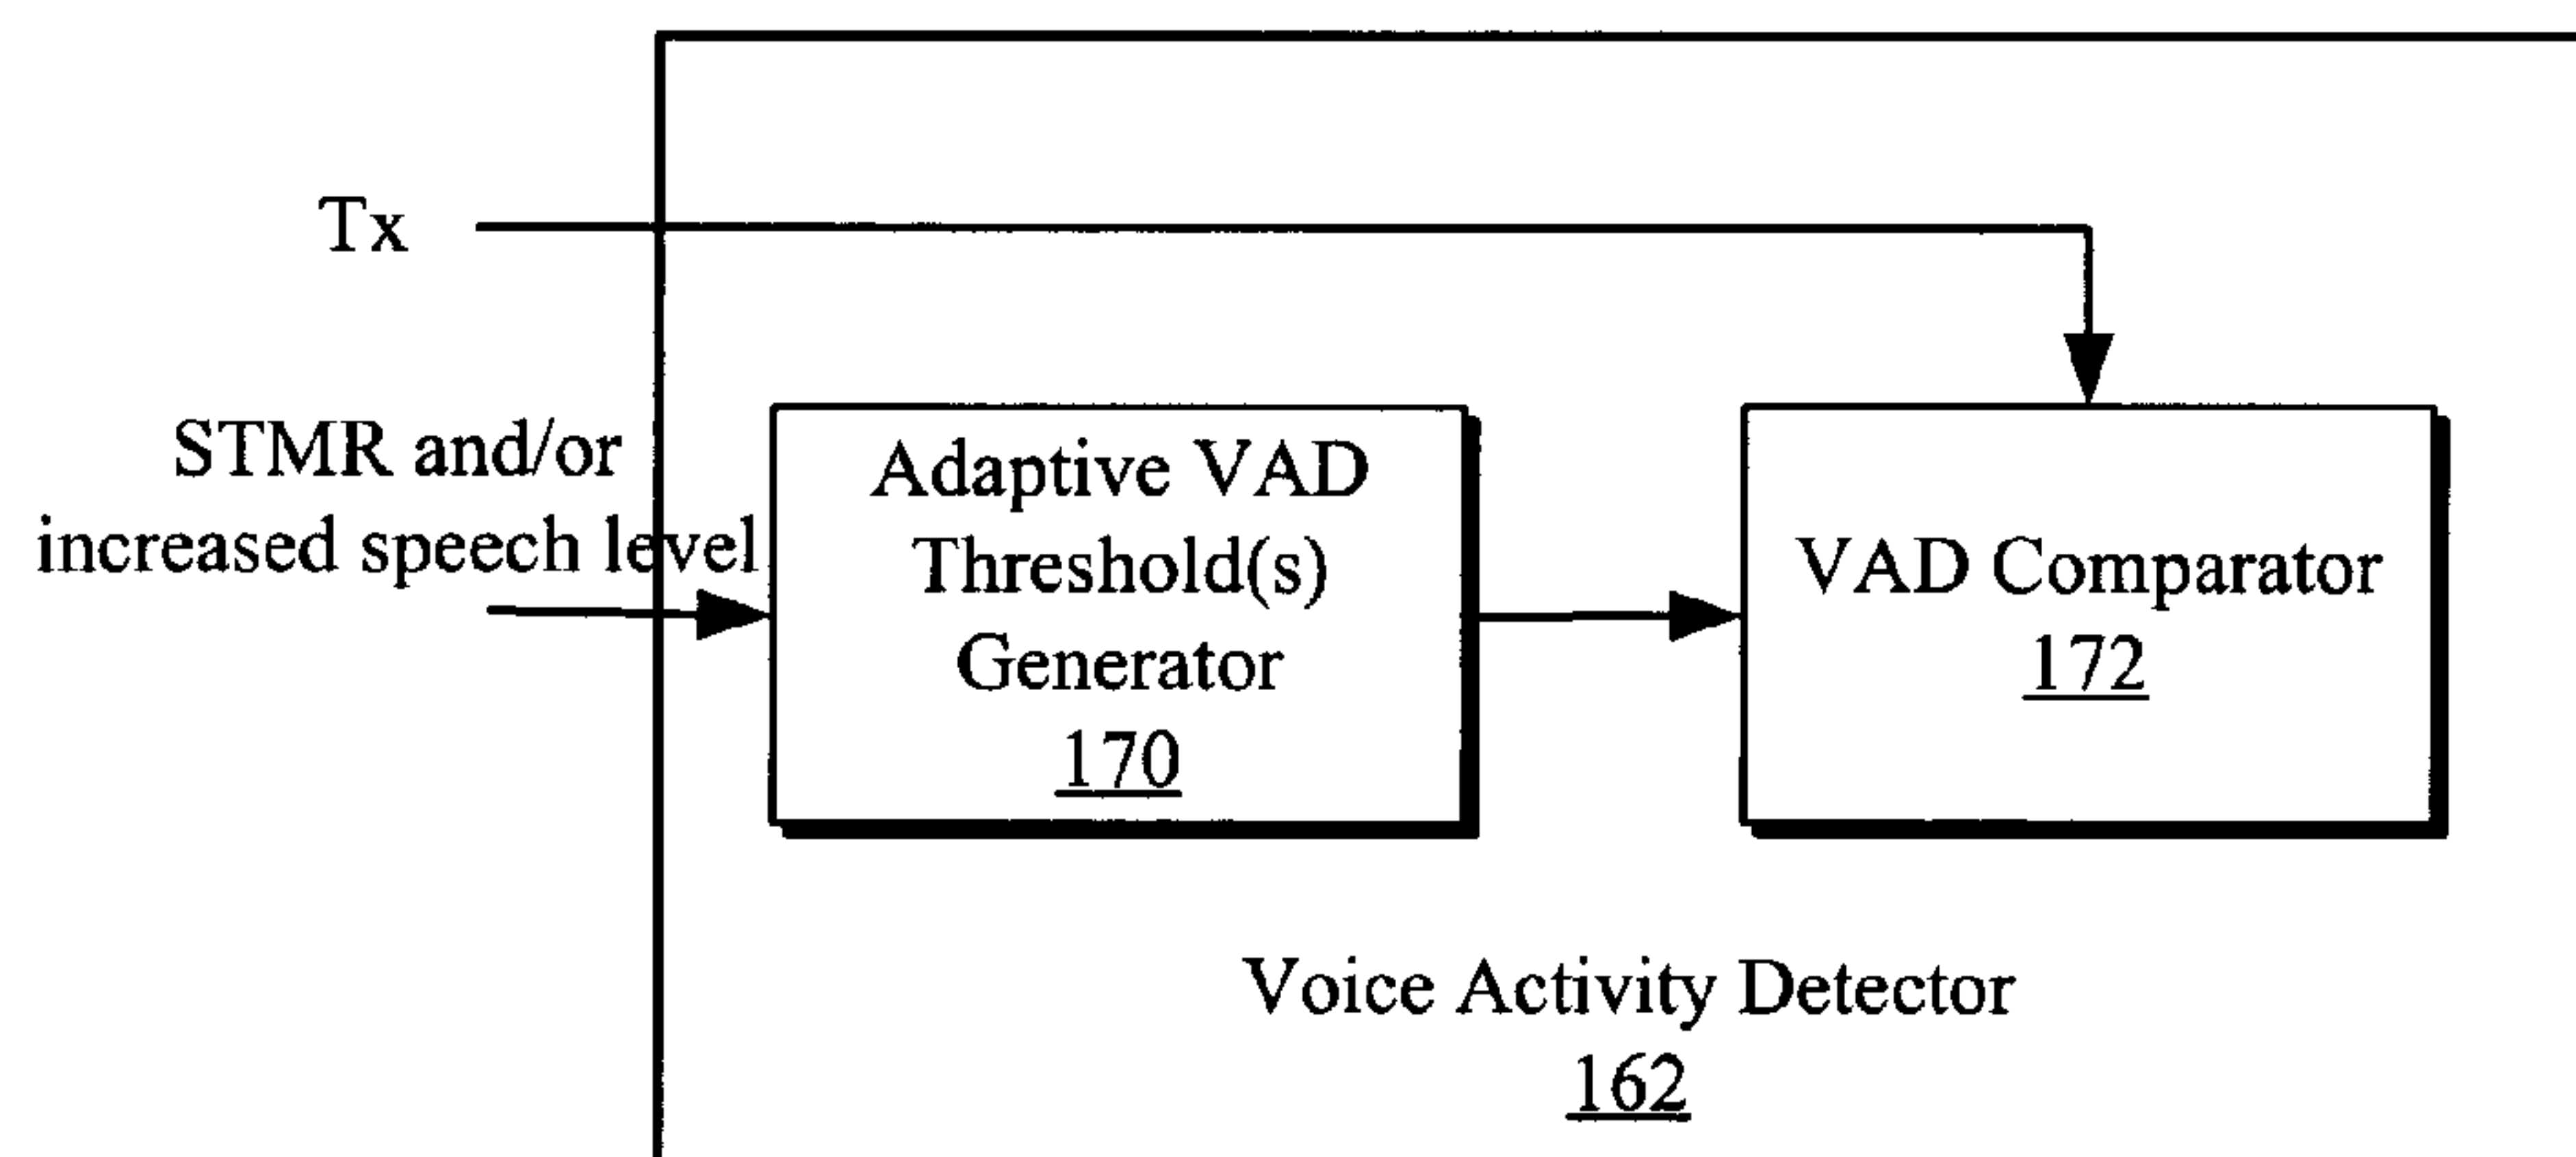 Tx
STMR and/or
increased speech level
Adaptive VAD
Threshold(s)
Generator
170
VAD Comparator
172
Voice Activity Detector
162